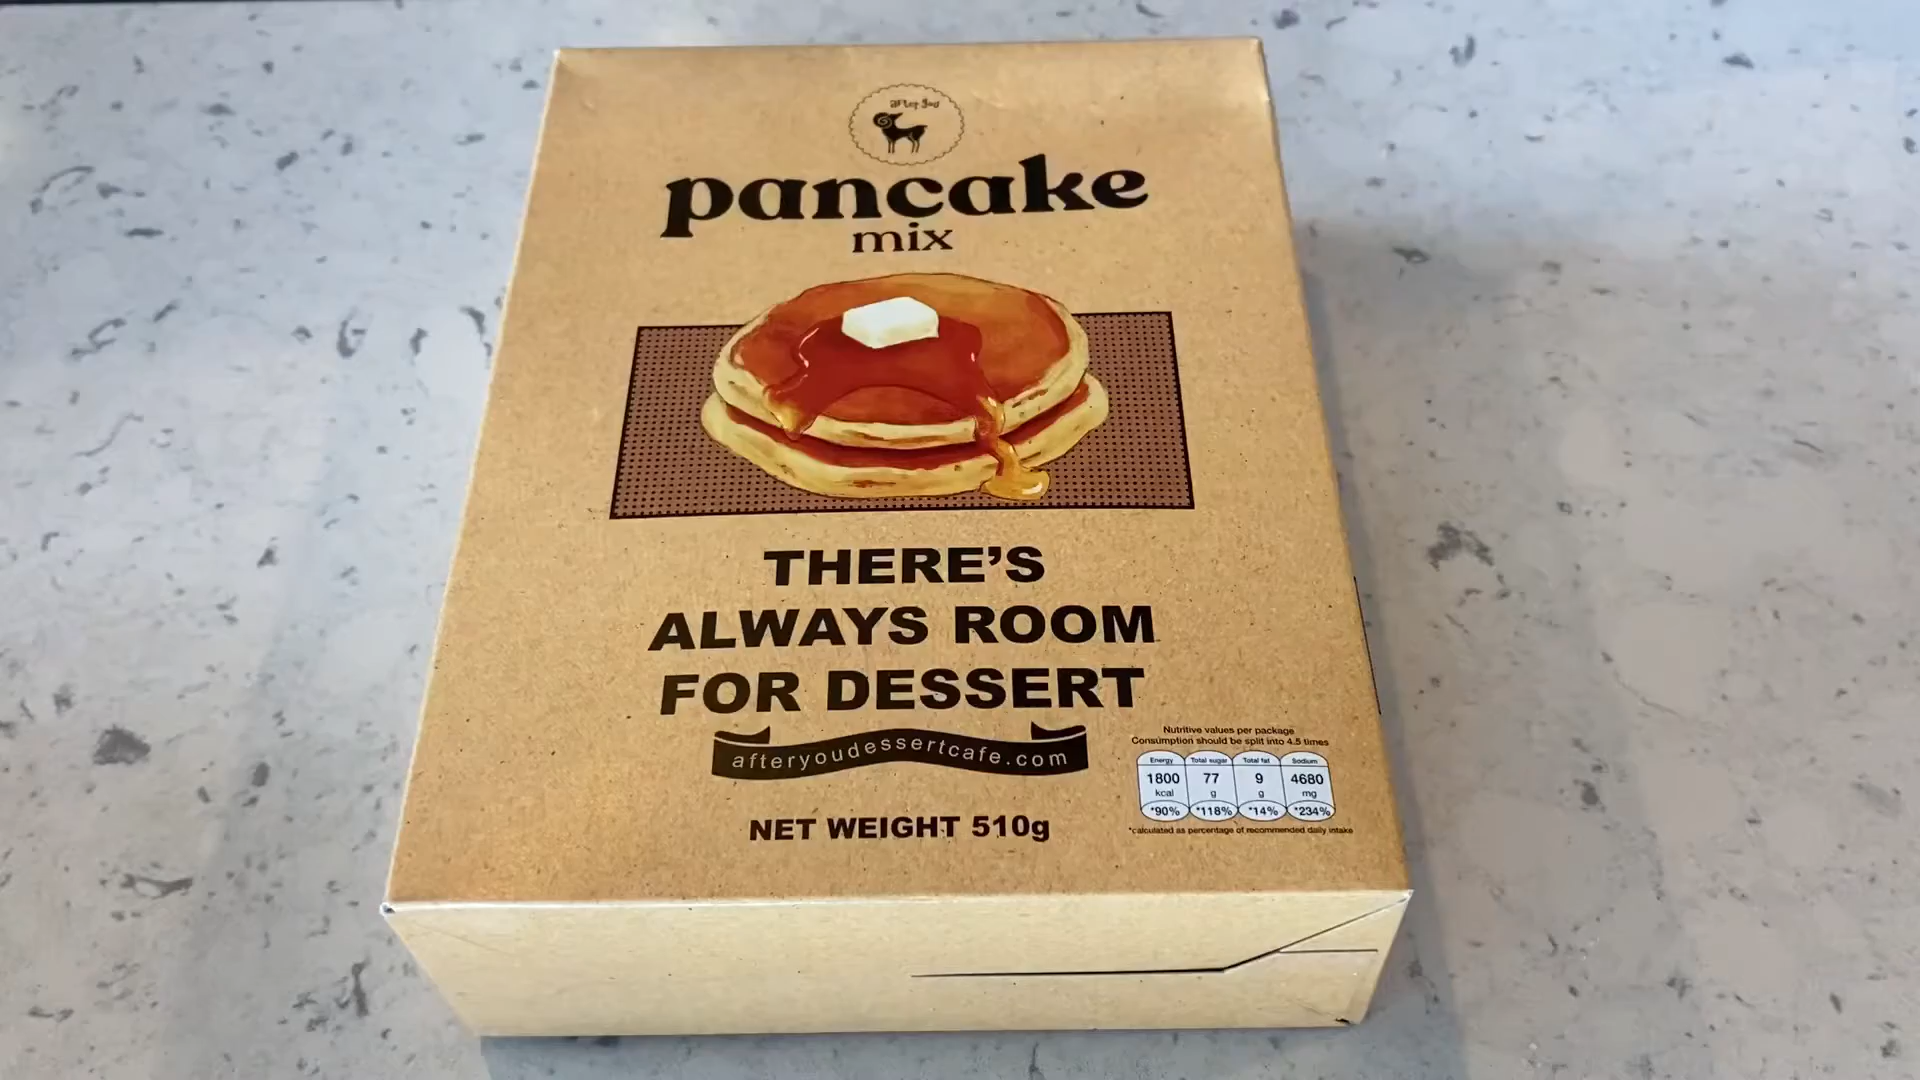 After You
pancake
mix
THERE'S
ALWAYS ROOM
FOR DESSERT
afteryoudessertcafe.com
NET WEIGHT 510g
Nutritive values per package
Consumption should be split into 4.5 times
Energy Total sugar Total fat Sodium
1800 77 9 4680
kcal g g mg
*90% *118% *14% *234%
*calculated as percentage of recommended daily intake